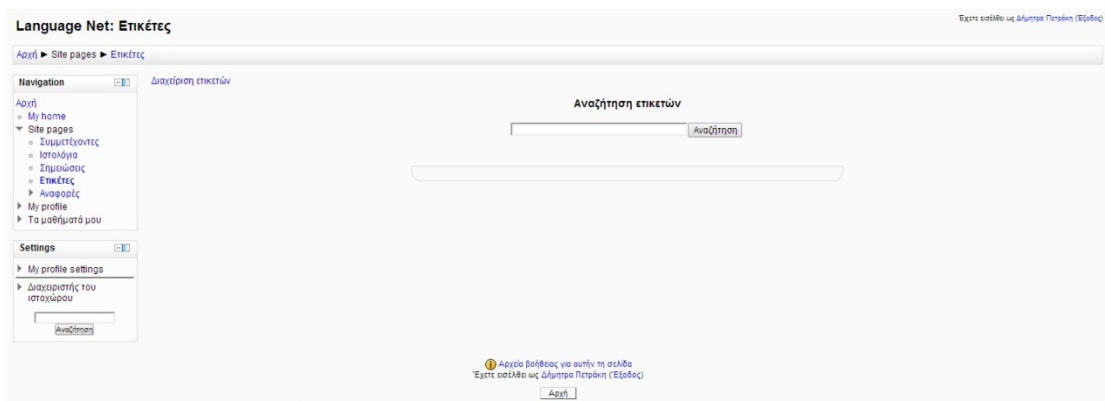 Language Net: Ετικέτες
Έχετε εισέλθει ως Δήμητρα Πετράκη (Έξοδος)
Αρχή ► Site pages ► Ετικέτες
Navigation
Αρχή
My home
Site pages
Συμμετέχοντες
Ιστολόγια
Σημειώσεις
Ετικέτες
Αναφορές
My profile
Τα μαθήματά μου
Settings
My profile settings
Διαχειριστής του
ιστοχώρου
Αναζήτηση
Διαχείριση ετικετών
Αναζήτηση ετικετών
Αναζήτηση
Αρχεία βοήθειας για αυτήν τη σελίδα
Έχετε εισέλθει ως Δήμητρα Πετράκη (Έξοδος)
Αρχή